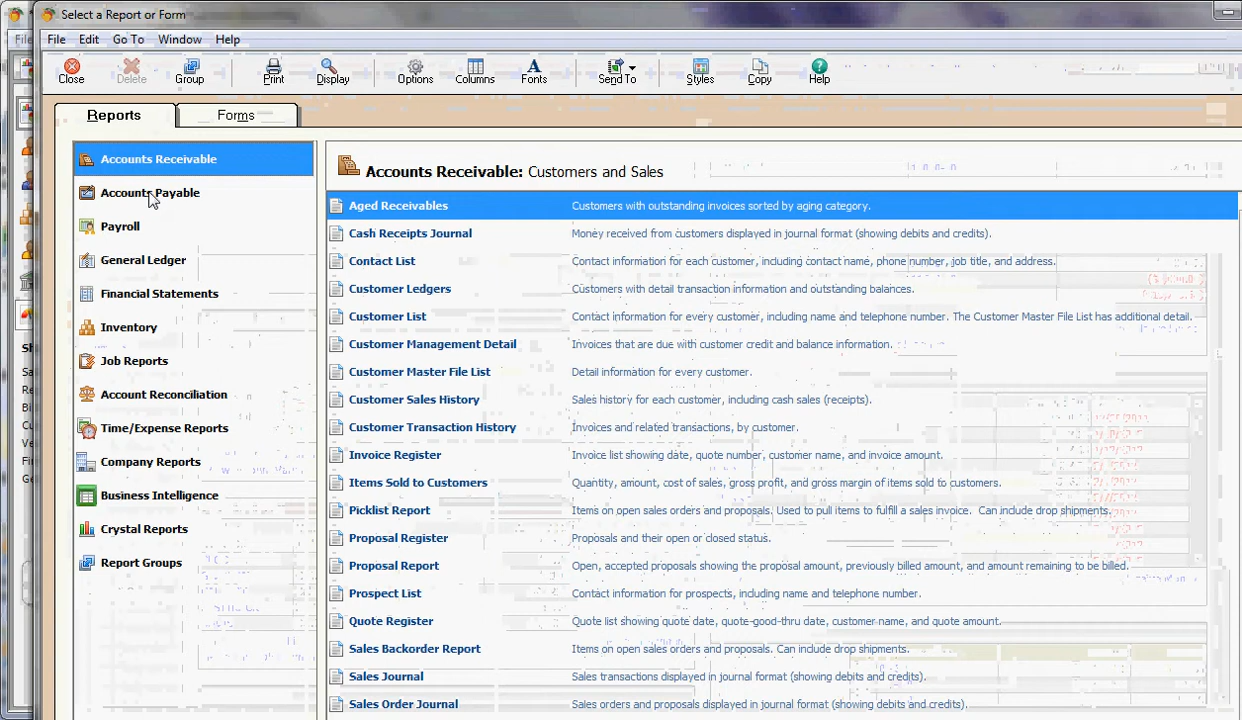 Select a Report or Form
File Edit Go To Window Help
Close Delete Group Print Display Options Columns Fonts Send To Styles Copy Help
Reports Forms
Accounts Receivable
Accounts Payable
Payroll
General Ledger
Financial Statements
Inventory
Job Reports
Account Reconciliation
Time/Expense Reports
Company Reports
Business Intelligence
Crystal Reports
Report Groups
Accounts Receivable: Customers and Sales
Aged Receivables Customers with outstanding invoices sorted by aging category.
Cash Receipts Journal Money received from customers displayed in journal format (showing debits and credits).
Contact List Contact information for each customer, including contact name, phone number, job title, and address.
Customer Ledgers Customers with detail transaction information and outstanding balances.
Customer List Contact information for every customer, including name and telephone number. The Customer Master File List has additional detail.
Customer Management Detail Invoices that are due with customer credit and balance information.
Customer Master File List Detail information for every customer.
Customer Sales History Sales history for each customer, including cash sales (receipts).
Customer Transaction History Invoices and related transactions, by customer.
Invoice Register Invoice list showing date, quote number, customer name, and invoice amount.
Items Sold to Customers Quantity, amount, cost of sales, gross profit, and gross margin of items sold to customers.
Picklist Report Items on open sales orders and proposals. Used to pull items to fulfill a sales invoice. Can include drop shipments.
Proposal Register Proposals and their open or closed status.
Proposal Report Open, accepted proposals showing the proposal amount, previously billed amount, and amount remaining to be billed.
Prospect List Contact information for prospects, including name and telephone number.
Quote Register Quote list showing quote date, quote-good-thru date, customer name, and quote amount.
Sales Backorder Report Items on open sales orders and proposals. Can include drop shipments.
Sales Journal Sales transactions displayed in journal format (showing debits and credits).
Sales Order Journal Sales orders and proposals displayed in journal format (showing debits and credits).